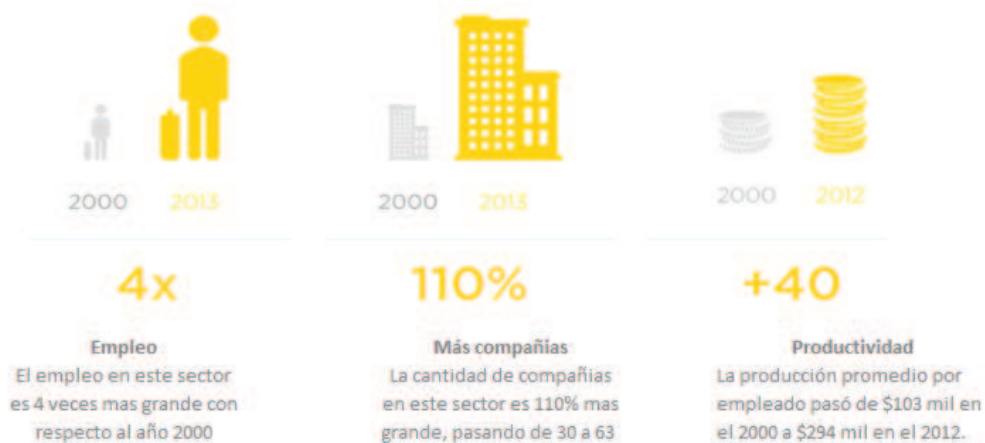 2000 2013
4x
Empleo
El empleo en este sector
es 4 veces mas grande con
respecto al año 2000
2000 2013
110%
Más compañias
La cantidad de compañias
en este sector es 110% mas
grande, pasando de 30 a 63
2000 2012
+40
Productividad
La producción promedio por
empleado pasó de $103 mil en
el 2000 a $294 mil en el 2012.